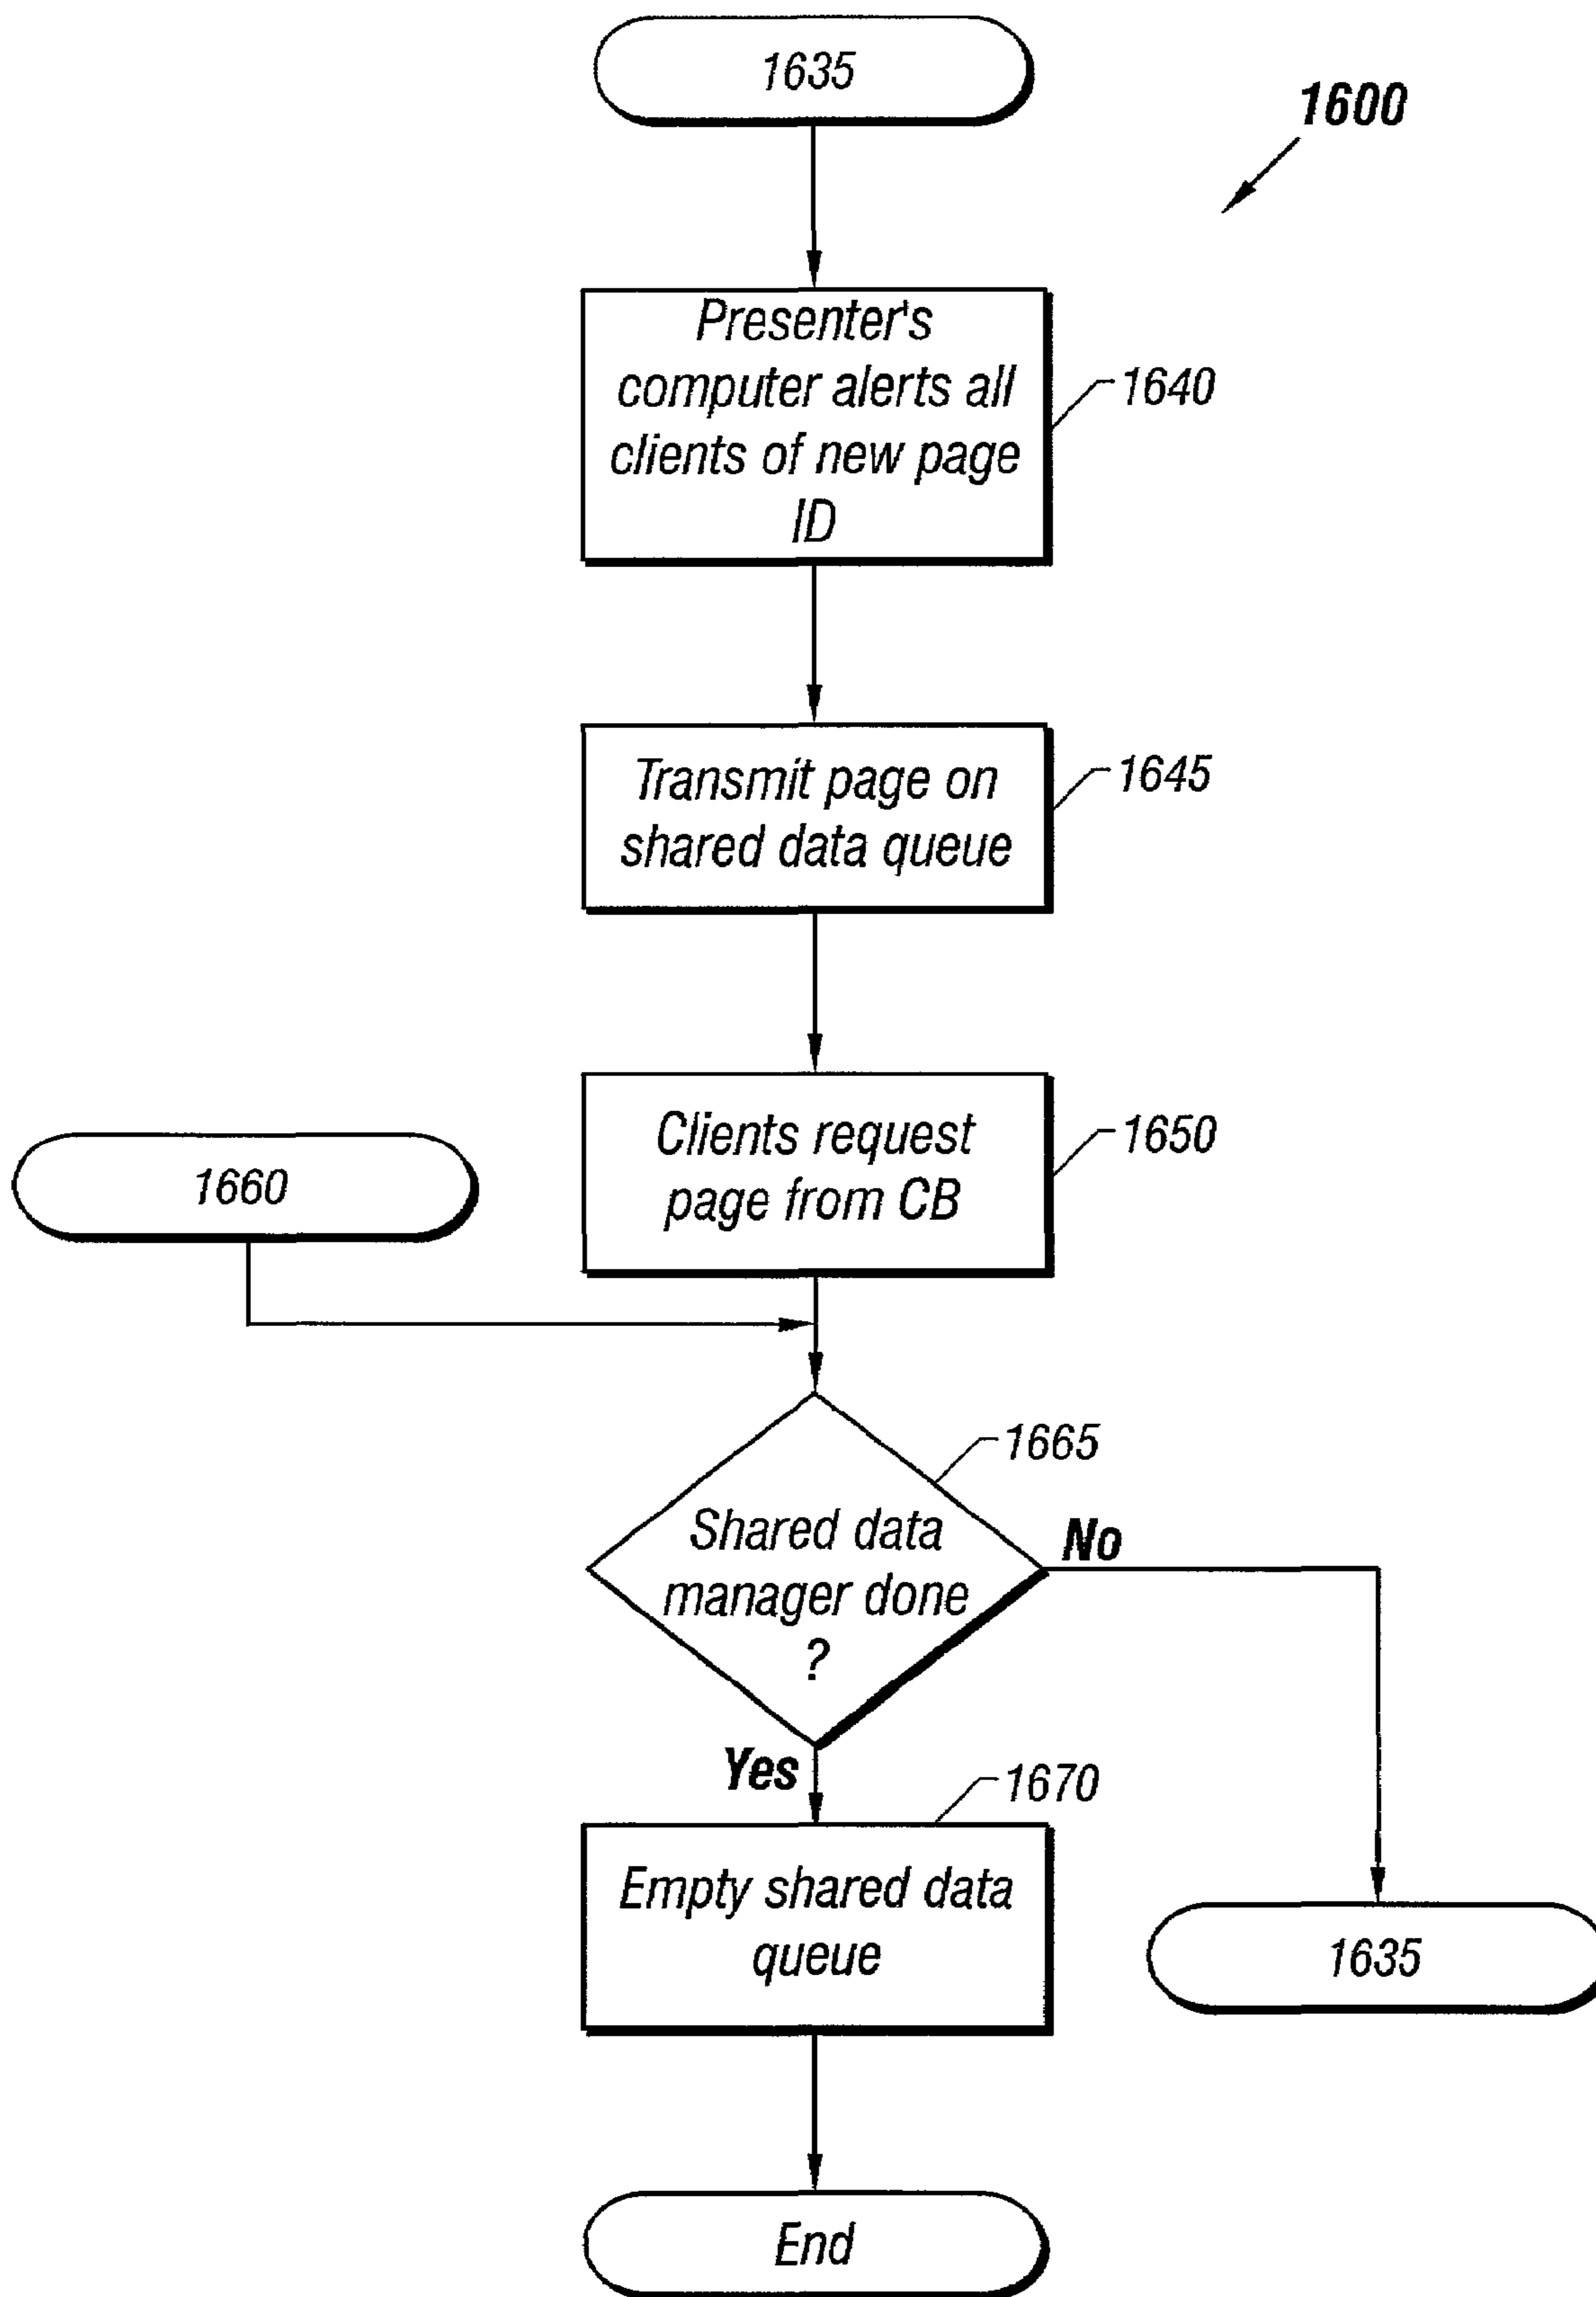 1635
1600
Presenter's
computer alerts all
clients of new page
ID
1640
Transmit page on
shared data queue
1645
Clients request
page from CB
1650
1660
1665
Shared data
manager done
?
No
Yes
1670
Empty shared data
queue
1635
End